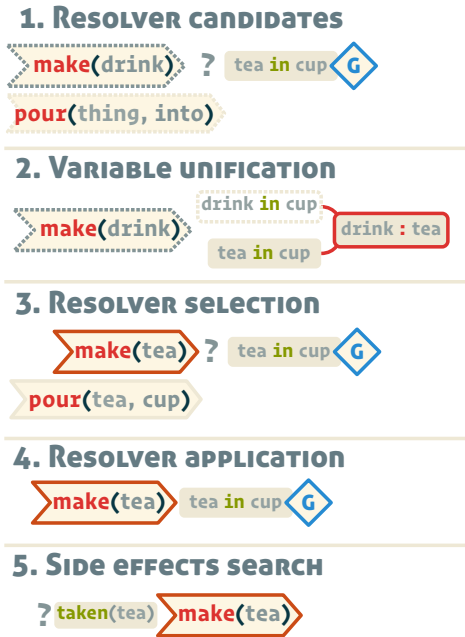 1. Resolver candidates
make(drink) ? tea in cup G
pour(thing, into)
2. Variable unification
drink in cup
make(drink) drink : tea
tea in cup
3. Resolver selection
make(tea) ? tea in cup G
pour(tea, cup)
4. Resolver application
make(tea) tea in cup G
5. Side effects search
? taken(tea) make(tea)